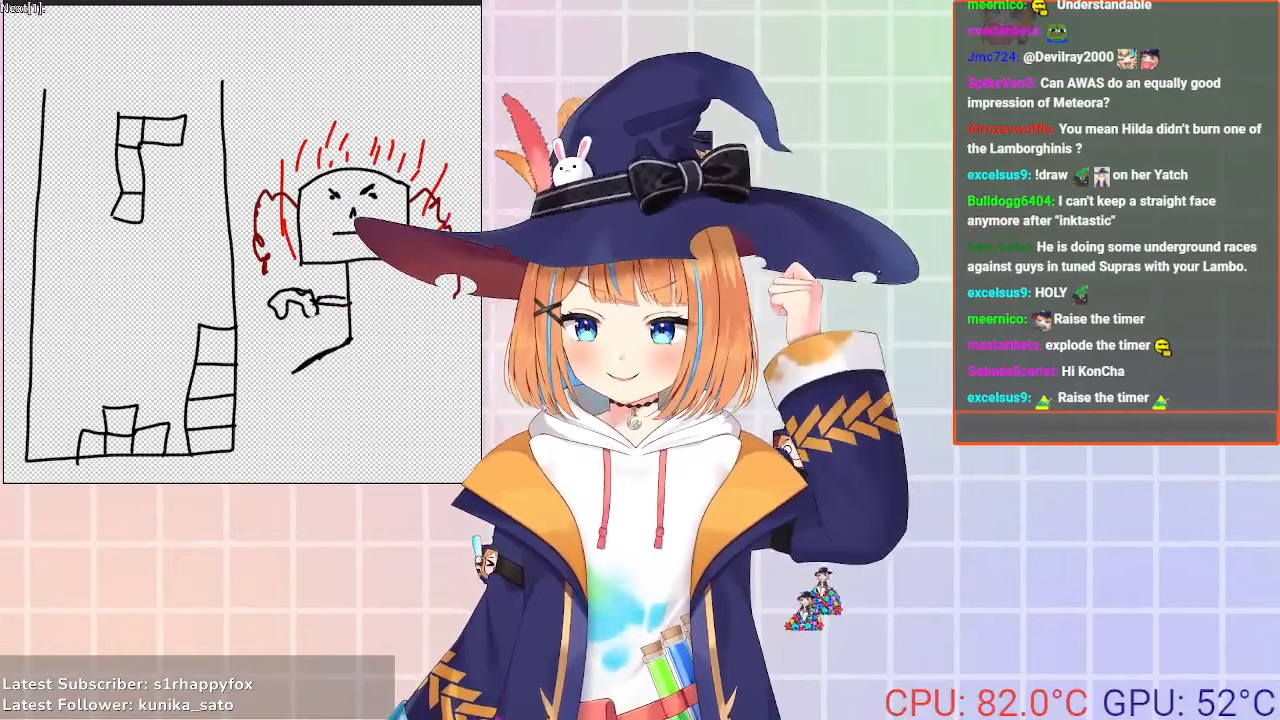 Next[1]:
meernico: Understandable
Jmc724: @Devilray2000
Can AWAS do an equally good
impression of Meteora?
You mean Hilda didn't burn one of
the Lamborghinis ?
excelsus9: !draw on her Yatch
Bulldogg6404: I can't keep a straight face
anymore after "inktastic"
He is doing some underground races
against guys in tuned Supras with your Lambo.
excelsus9: HOLY
meernico: Raise the timer
explode the timer
Hi KonCha
excelsus9: Raise the timer
Latest Subscriber: s1rhappyfox
Latest Follower: kunika_sato
CPU: 82.0°C GPU: 52°C